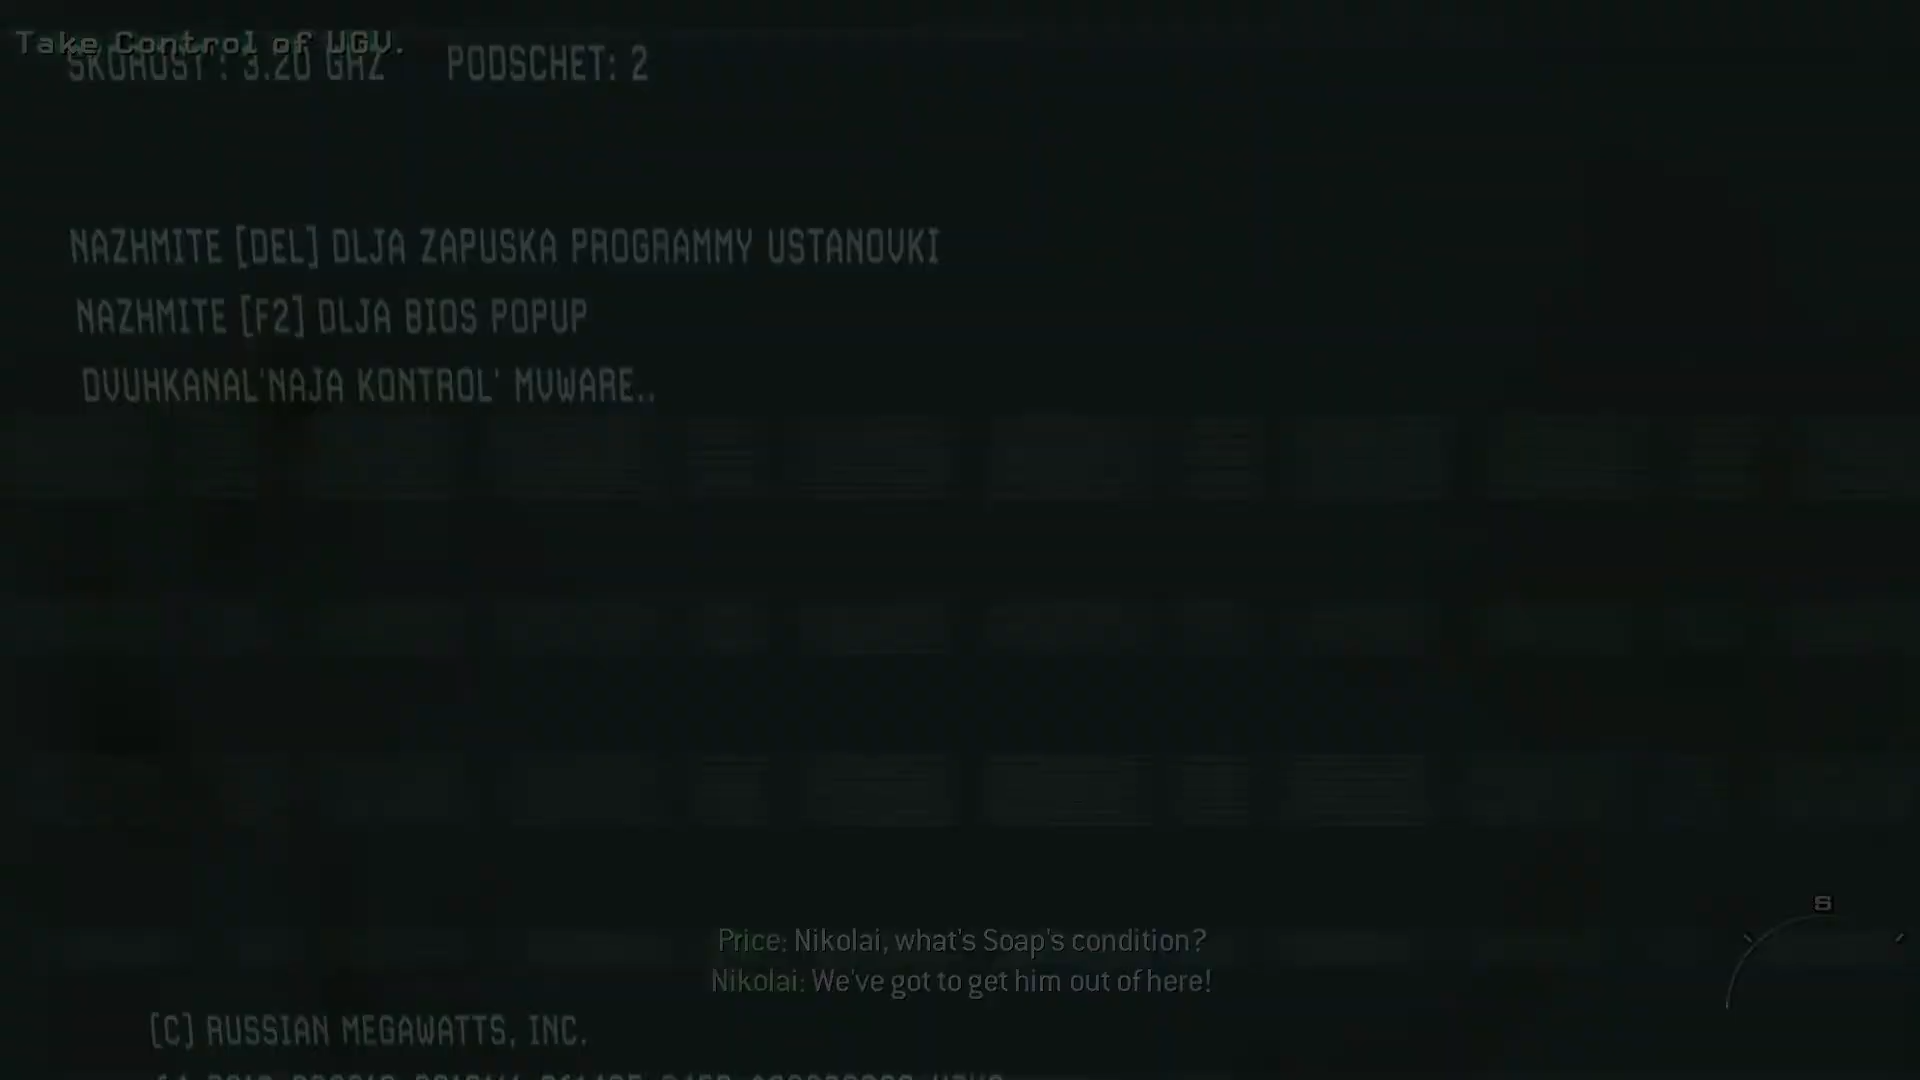 Take Control of UGV.
SKOROST': 3.20 GHZ PODSCHET: 2
NAZHMITE [DEL] DLJA ZAPUSKA PROGRAMMY USTANOVKI
NAZHMITE [F2] DLJA BIOS POPUP
DVUHKANAL'NAJA KONTROL' MVWARE..
S
Price: Nikolai, what's Soap's condition?
Nikolai: We've got to get him out of here!
[C] RUSSIAN MEGAWATTS, INC.